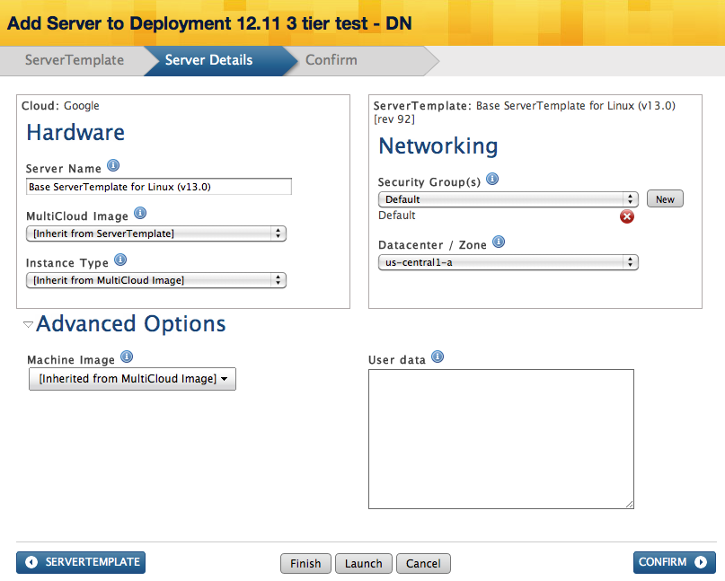 Add Server to Deployment 12.11 3 tier test - DN
ServerTemplate
Server Details
Confirm
Cloud: Google
Hardware
Server Name
Base ServerTemplate for Linux (v13.0)
MultiCloud Image
[Inherit from ServerTemplate]
Instance Type
[Inherit from MultiCloud Image]
ServerTemplate: Base ServerTemplate for Linux (v13.0)
[rev 92]
Networking
Security Group(s)
Default
New
Default
Datacenter / Zone
us-central1-a
Advanced Options
Machine Image
[Inherited from MultiCloud Image]
User data
SERVERTEMPLATE
Finish
Launch
Cancel
CONFIRM